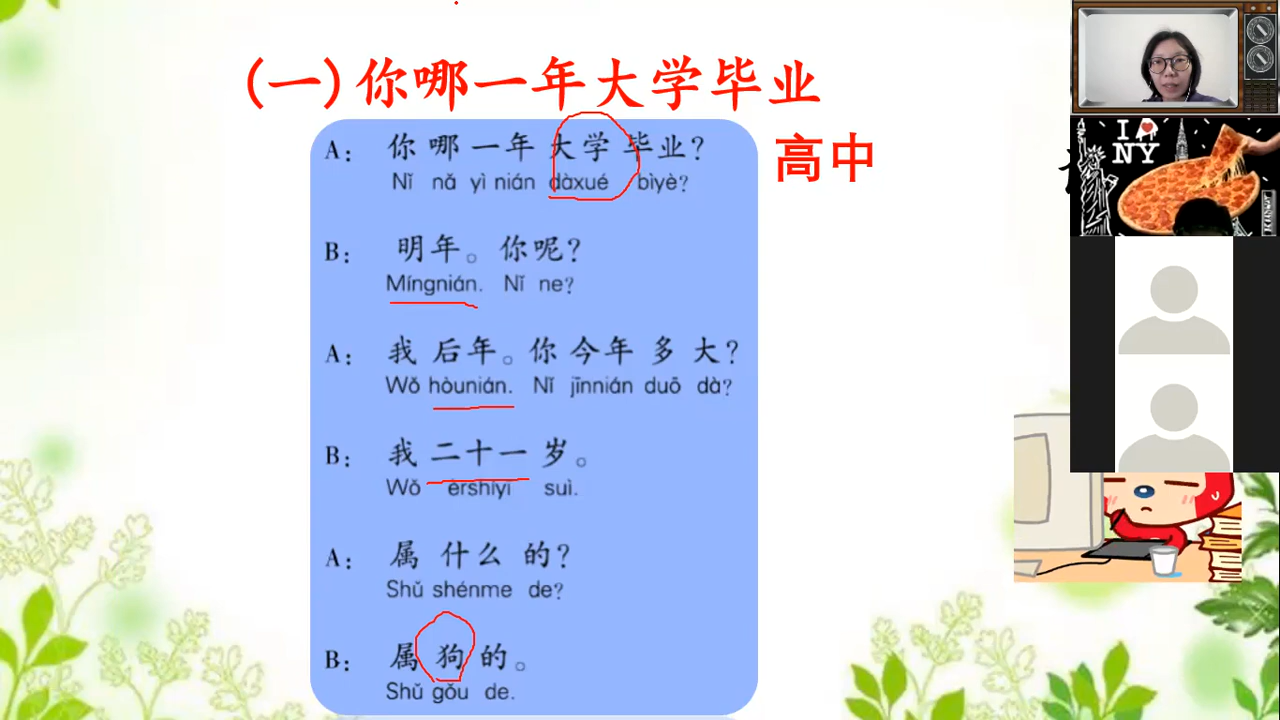 (一)你哪一年大学毕业
A： 你 哪 一年 大学 毕业？
Nǐ nǎ yì nián dàxué bìyè?
高中
B： 明年。你呢？
Míngnián. Nǐ ne?
A： 我 后年。你 今年 多 大？
Wǒ hòunián. Nǐ jīnnián duō dà?
B： 我 二十一 岁。
Wǒ èrshíyī suì.
A： 属 什么 的？
Shǔ shénme de?
B： 属 狗 的。
Shǔ gǒu de.
I
NY